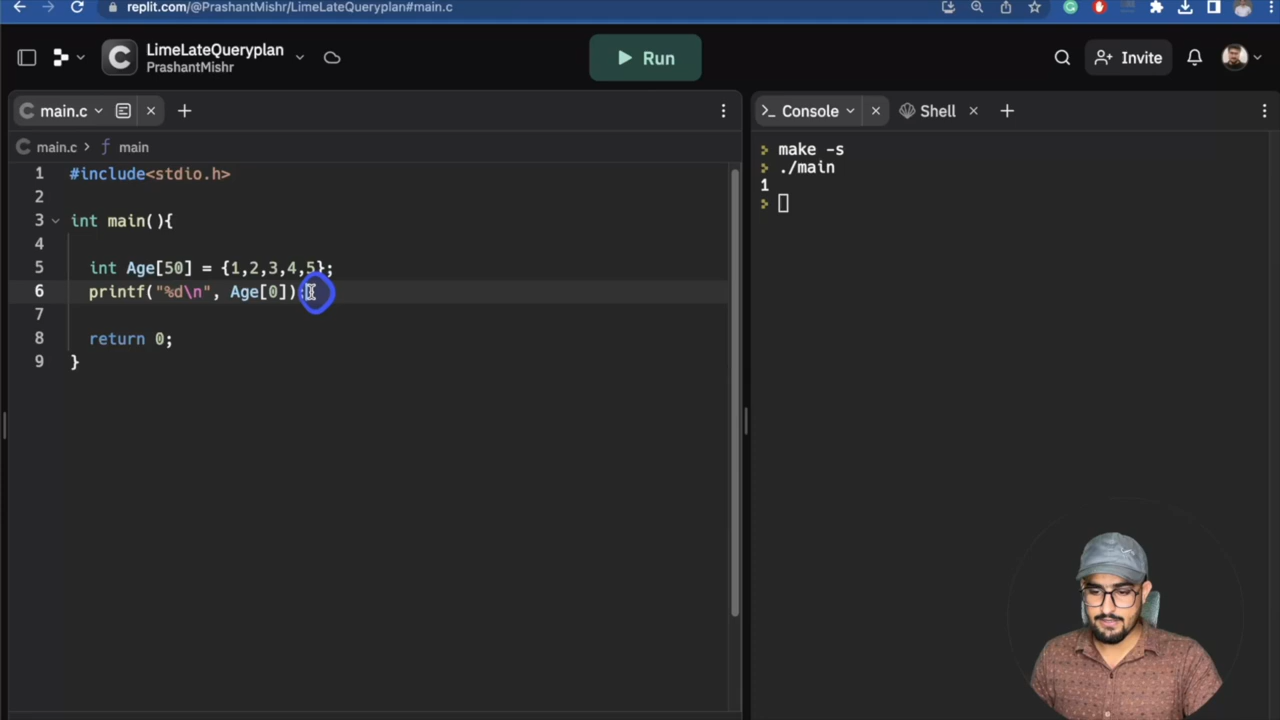 replit.com/@PrashantMishr/LimeLateQueryplan#main.c
LimeLateQueryplan
PrashantMishr
Run
Invite
main.c
Console
Shell
main.c > f main
1 #include<stdio.h>
2
3 int main(){
4
5 int Age[50] = {1,2,3,4,5};
6 printf("%d\n", Age[0]);
7
8 return 0;
9 }
make -s
./main
1